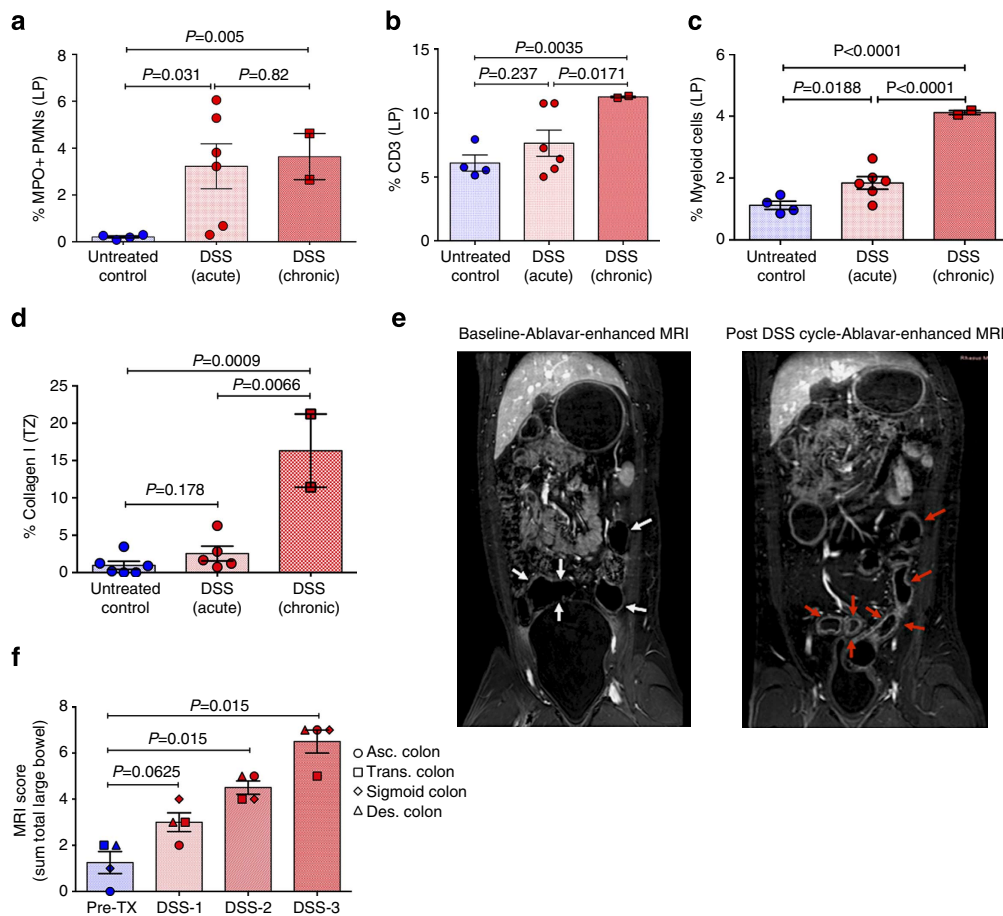 a
P=0.005
P=0.031
P=0.82
% MPO+ PMNs (LP)
8
6
4
2
0
Untreated control
DSS (acute)
DSS (chronic)
b
P=0.0035
P=0.237
P=0.0171
% CD3 (LP)
15
10
5
0
Untreated control
DSS (acute)
DSS (chronic)
c
P<0.0001
P=0.0188
P<0.0001
% Myeloid cells (LP)
6
4
2
0
Untreated control
DSS (acute)
DSS (chronic)
d
P=0.0009
P=0.0066
P=0.178
% Collagen I (TZ)
25
20
15
10
5
0
Untreated control
DSS (acute)
DSS (chronic)
e
Baseline-Ablavar-enhanced MRI
Post DSS cycle-Ablavar-enhanced MRI
f
P=0.015
P=0.015
P=0.0625
MRI score
(sum total large bowel)
8
6
4
2
0
Pre-TX
DSS-1
DSS-2
DSS-3
Asc. colon
Trans. colon
Sigmoid colon
Des. colon